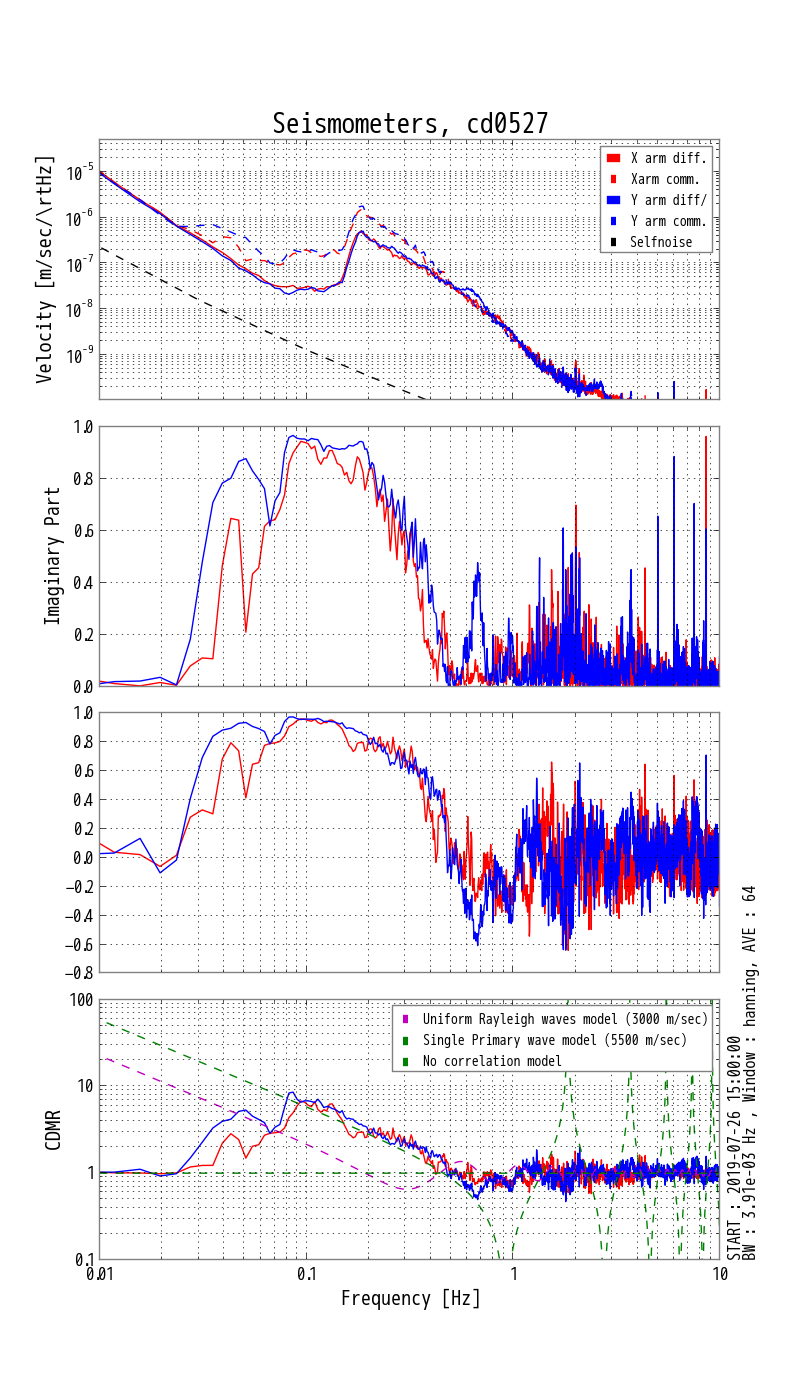 Seismometers, cd0527
Velocity [m/sec/\rtHz]
10^-5
10^-6
10^-7
10^-8
10^-9
X arm diff.
Xarm comm.
Y arm diff/
Y arm comm.
Selfnoise
Imaginary Part
1.0
0.8
0.6
0.4
0.2
0.0
1.0
0.8
0.6
0.4
0.2
0.0
−0.2
−0.4
−0.6
−0.8
CDMR
100
10
1
0.1
Uniform Rayleigh waves model (3000 m/sec)
Single Primary wave model (5500 m/sec)
No correlation model
0.01 0.1 1 10
Frequency [Hz]
START : 2019-07-26 15:00:00
BW : 3.91e-03 Hz , Window : hanning, AVE : 64